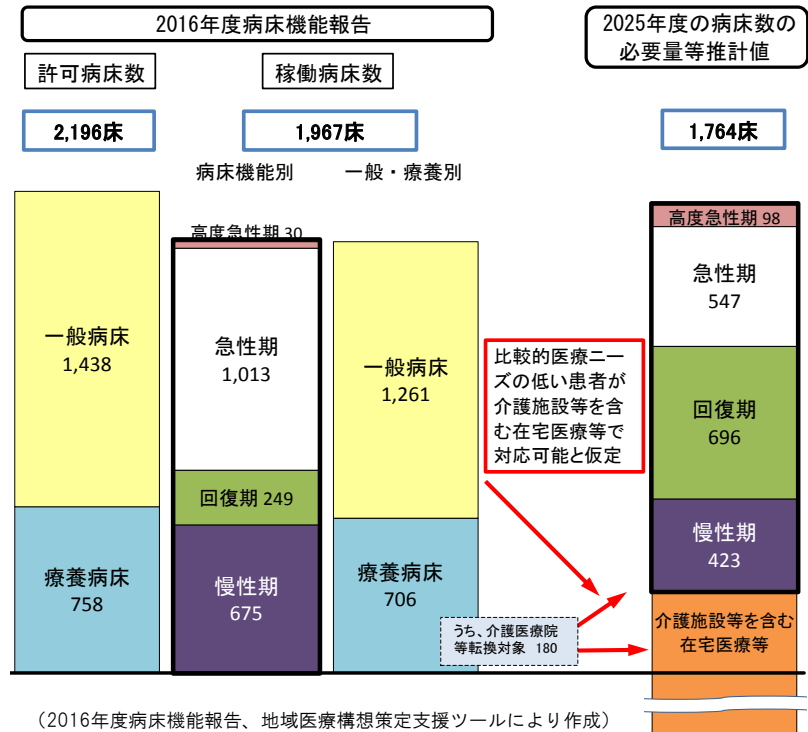 2016年度病床機能報告
2025年度の病床数の
必要量等推計値
許可病床数
稼働病床数
2,196床
1,967床
1,764床
病床機能別
一般・療養別
一般病床
1,438
療養病床
758
高度急性期 30
急性期
1,013
回復期 249
慢性期
675
一般病床
1,261
療養病床
706
比較的医療ニー
ズの低い患者が
介護施設等を含
む在宅医療等で
対応可能と仮定
うち、介護医療院
等転換対象 180
高度急性期 98
急性期
547
回復期
696
慢性期
423
介護施設等を含む
在宅医療等
（2016年度病床機能報告、地域医療構想策定支援ツールにより作成）